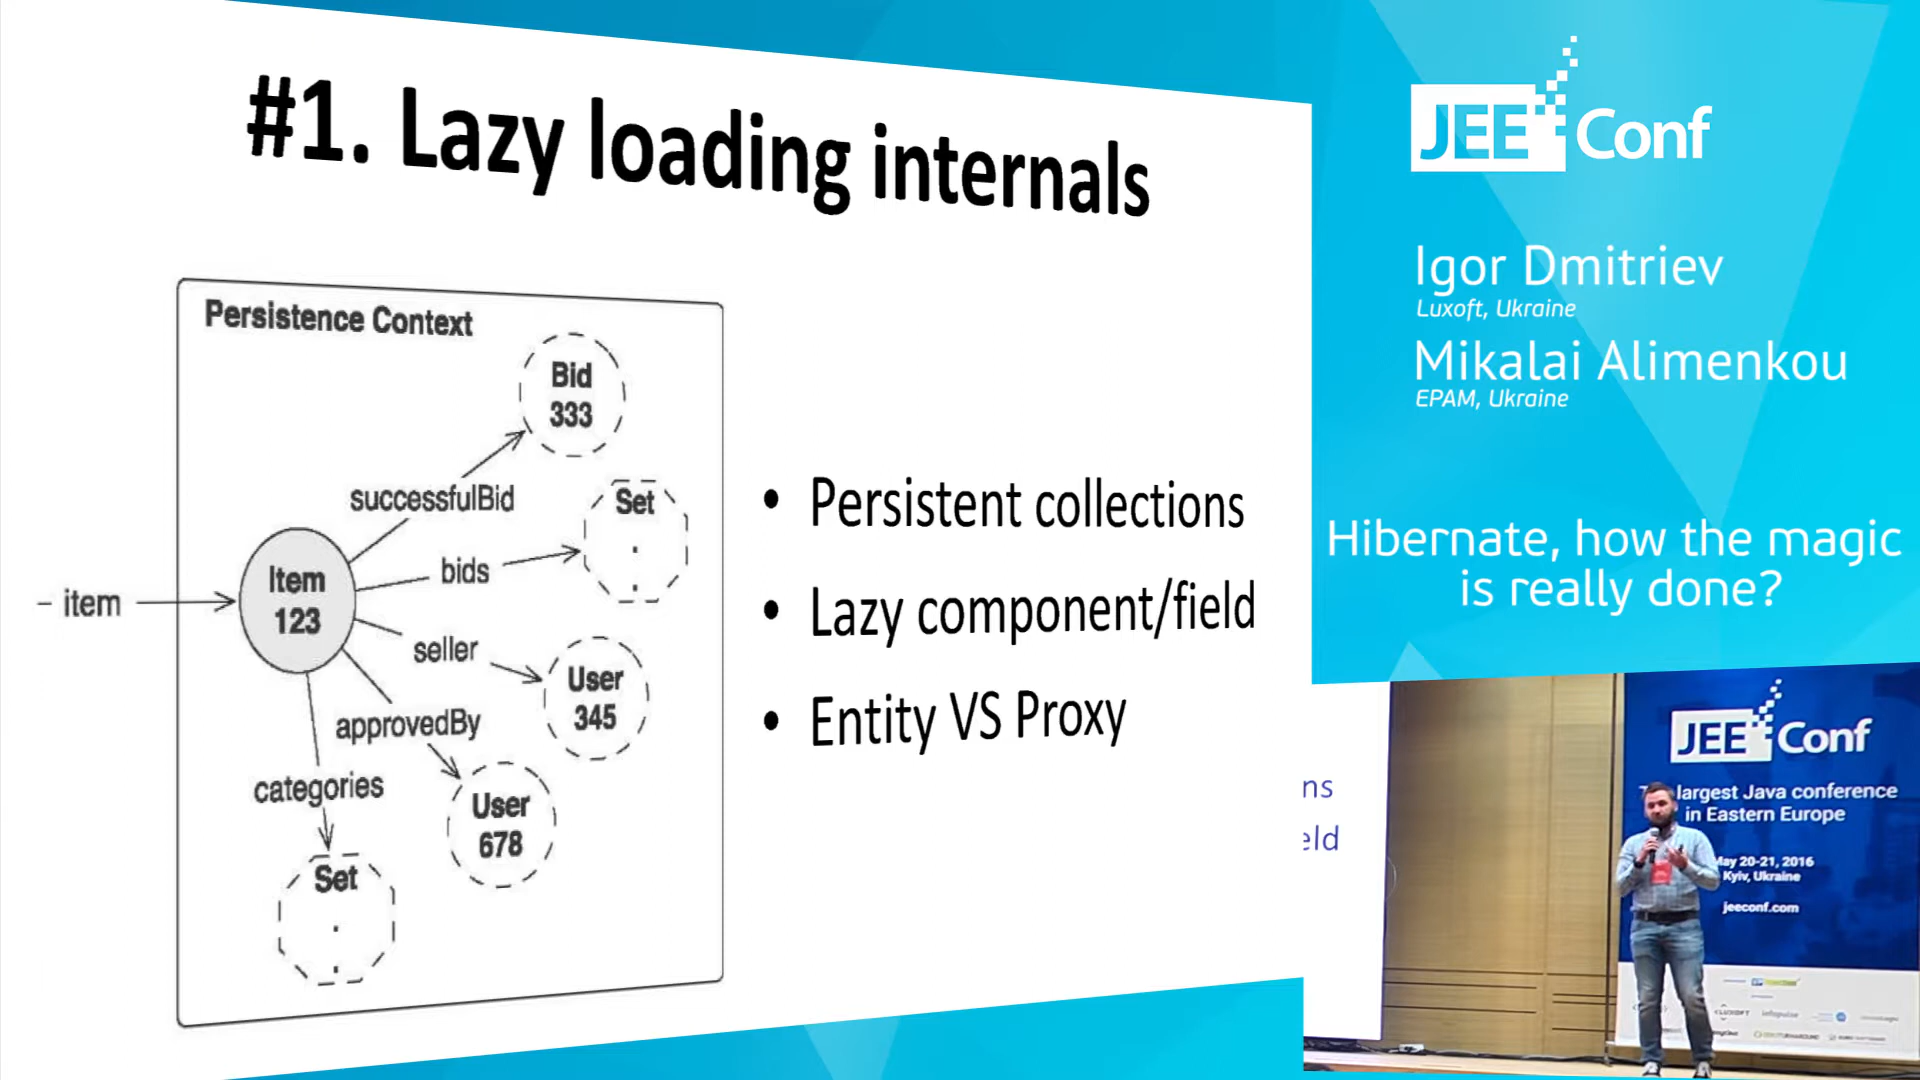 #1. Lazy loading internals
Persistence Context
Bid
333
successfulBid
Set
bids
Item
123
– item
seller
User
345
approvedBy
User
678
categories
Set
• Persistent collections
• Lazy component/field
• Entity VS Proxy
JEE Conf
Igor Dmitriev
Luxoft, Ukraine
Mikalai Alimenkou
EPAM, Ukraine
Hibernate, how the magic
is really done?
ns
eld
JEE Conf
largest Java conference
in Eastern Europe
May 20-21, 2016
Kyiv, Ukraine
jeeconf.com
LUXOFT
infopulse